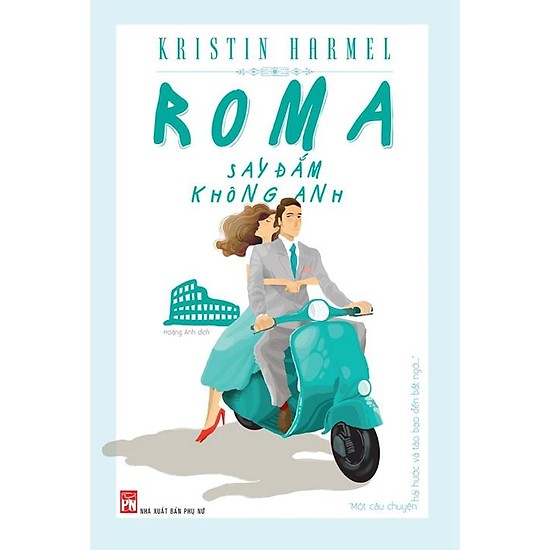 KRISTIN HARMEL
ROMA
SAY ĐẮM
KHÔNG ANH
Hoàng Anh dịch
"Một câu chuyện hài hước và táo bạo đến bất ngờ..."
PN
NHÀ XUẤT BẢN PHỤ NỮ